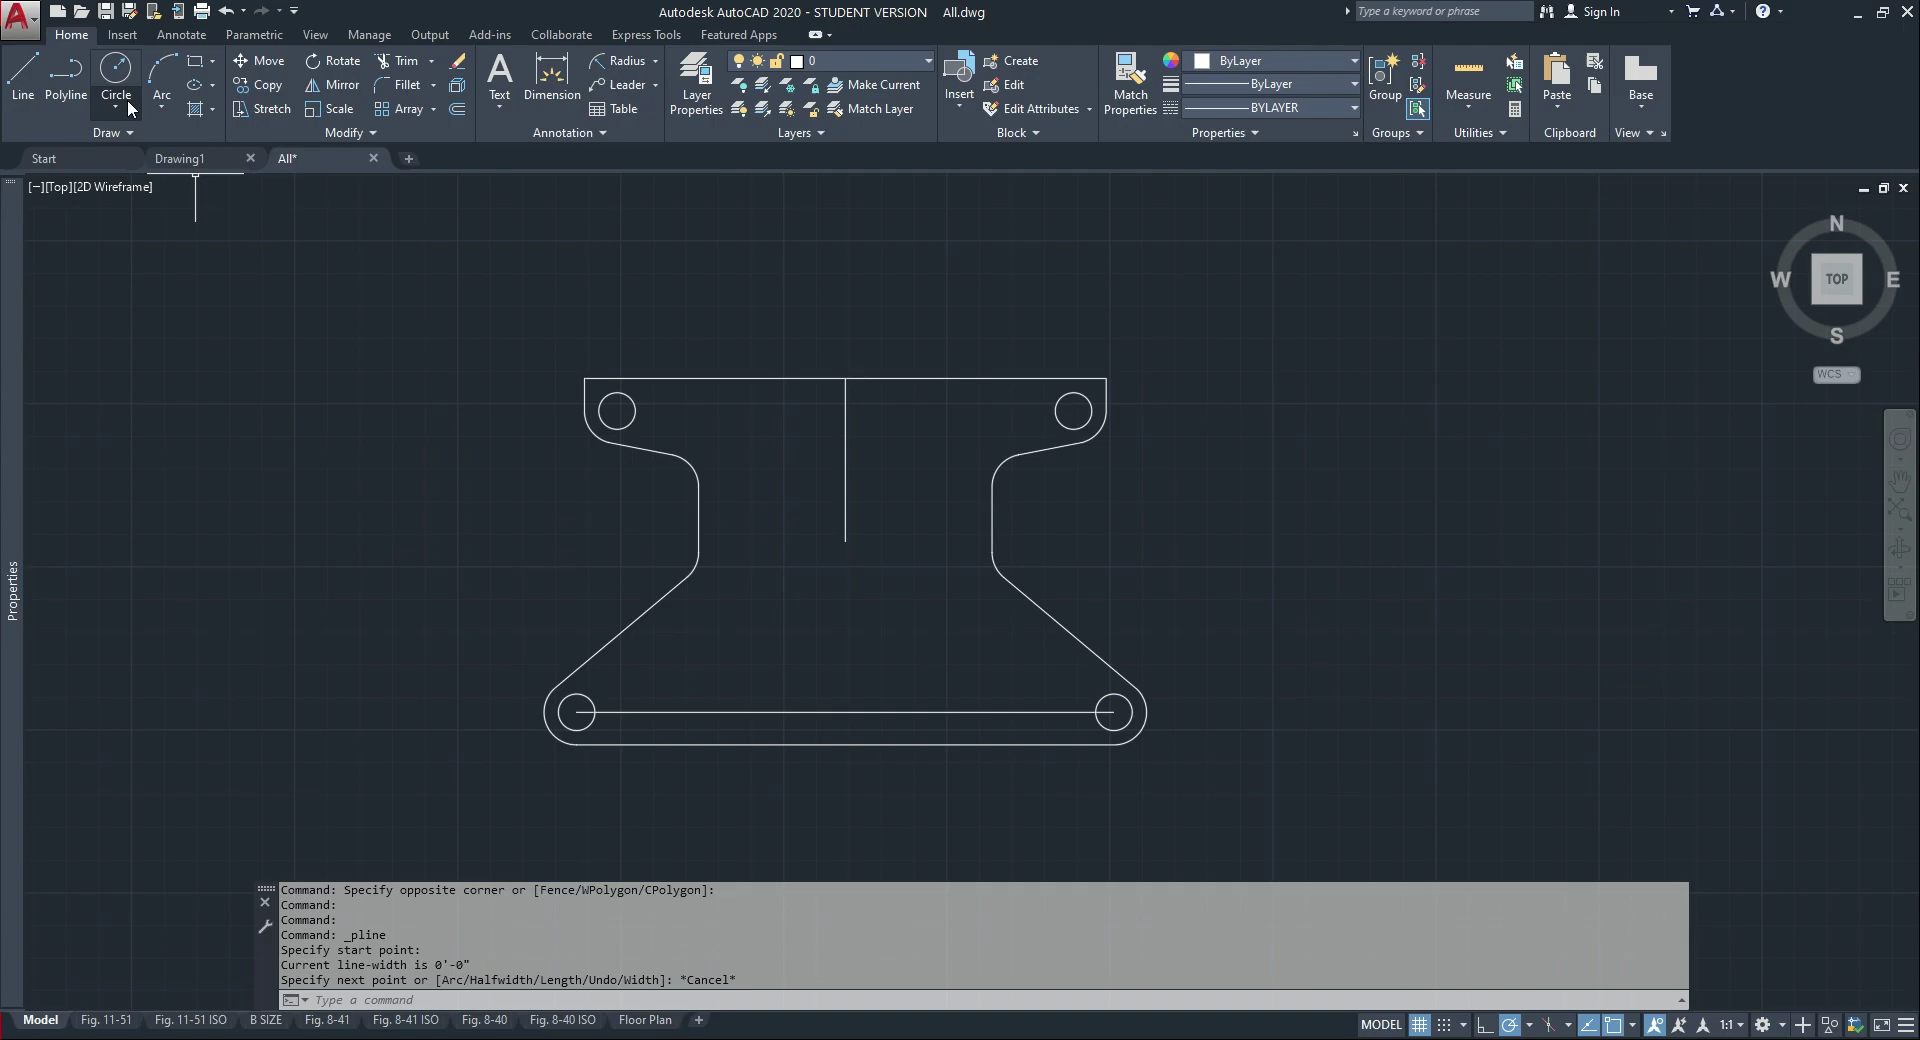 Autodesk AutoCAD 2020 - STUDENT VERSION All.dwg
Type a keyword or phrase
Sign In
Home Insert Annotate Parametric View Manage Output Add-ins Collaborate Express Tools Featured Apps
Line Polyline Circle Arc
Draw
Move Rotate Trim
Copy Mirror Fillet
Stretch Scale Array
Modify
Text Dimension
Radius
Leader
Table
Annotation
Layer Properties
0
Make Current
Match Layer
Layers
Insert
Create
Edit
Edit Attributes
Block
Match Properties
ByLayer
ByLayer
BYLAYER
Properties
Group
Groups
Measure
Utilities
Paste
Clipboard
Base
View
Start Drawing1 All*
[−][Top][2D Wireframe]
N
W TOP E
S
WCS
Properties
Command: Specify opposite corner or [Fence/WPolygon/CPolygon]:
Command:
Command:
Command: _pline
Specify start point:
Current line-width is 0'-0"
Specify next point or [Arc/Halfwidth/Length/Undo/Width]: *Cancel*
Type a command
Model Fig. 11-51 Fig. 11-51 ISO B SIZE Fig. 8-41 Fig. 8-41 ISO Fig. 8-40 Fig. 8-40 ISO Floor Plan
MODEL 1:1